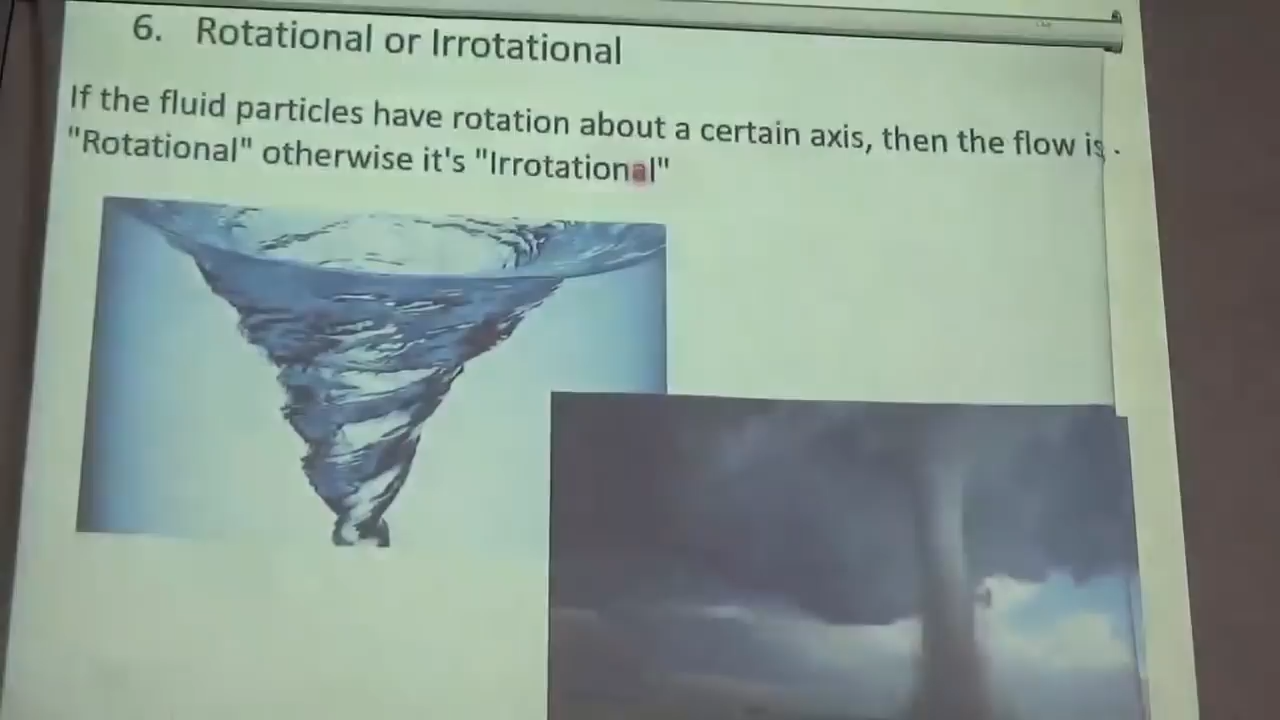 6. Rotational or Irrotational
If the fluid particles have rotation about a certain axis, then the flow is .
"Rotational" otherwise it's "Irrotational"